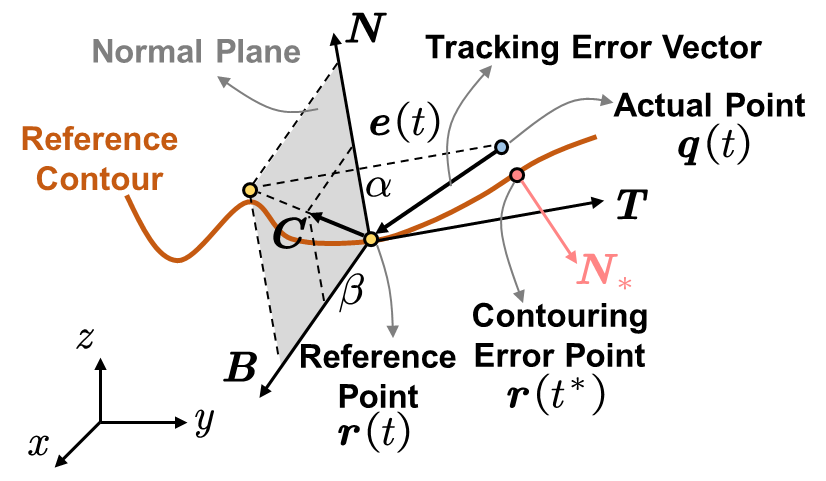 N
Normal Plane
Tracking Error Vector
e(t)
Actual Point
q(t)
Reference
Contour
α
T
C
N*
β
Contouring
Error Point
r(t*)
z
B
Reference
Point
r(t)
y
x